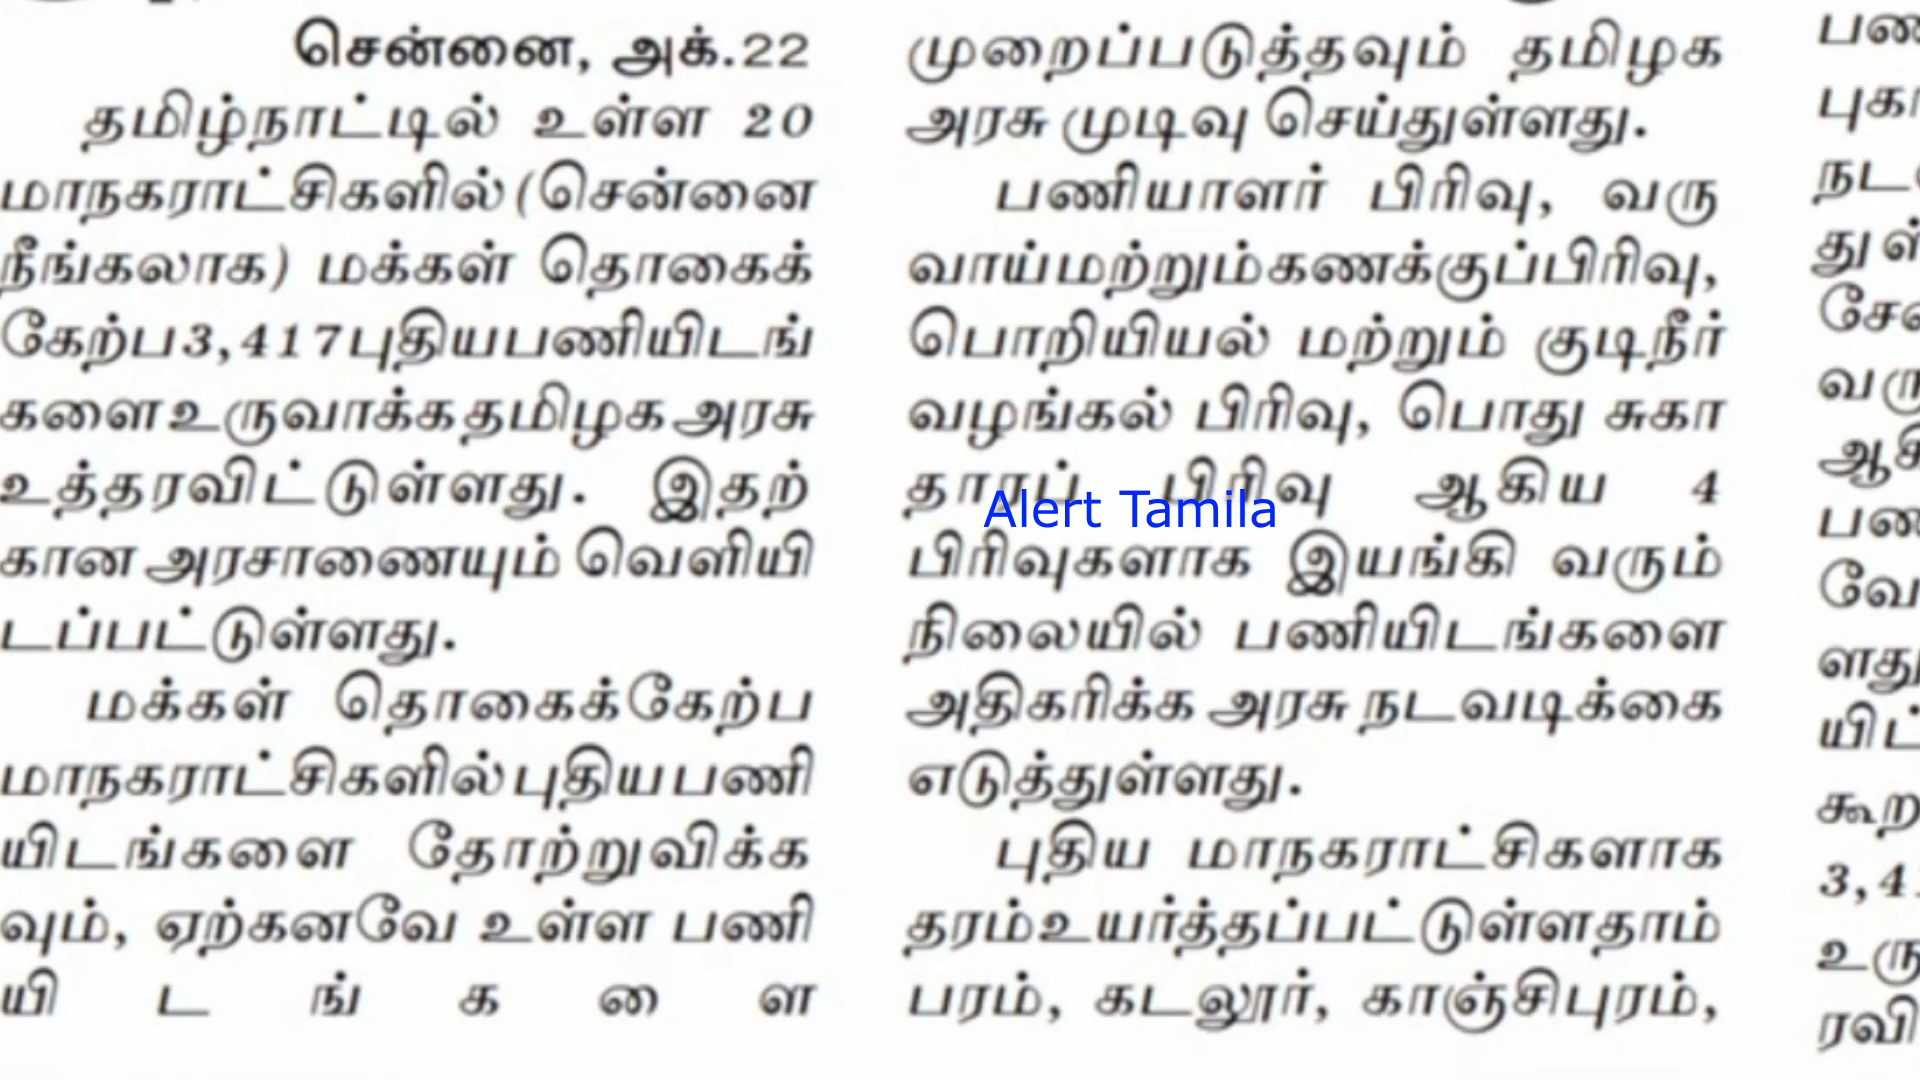 சென்னை, அக்.22
தமிழ்நாட்டில் உள்ள 20
மாநகராட்சிகளில் (சென்னை
நீங்கலாக) மக்கள் தொகைக்
கேற்ப 3,417 புதிய பணியிடங்
களை உருவாக்க தமிழக அரசு
உத்தரவிட்டுள்ளது. இதற்
கான அரசாணையும் வெளியி
டப்பட்டுள்ளது.
மக்கள் தொகைக்கேற்ப
மாநகராட்சிகளில் புதிய பணி
யிடங்களை தோற்றுவிக்க
வும், ஏற்கனவே உள்ள பணி
யிடங்களை
முறைப்படுத்தவும் தமிழக
அரசு முடிவு செய்துள்ளது.
பணியாளர் பிரிவு, வரு
வாய் மற்றும் கணக்குப்பிரிவு,
பொறியியல் மற்றும் குடிநீர்
வழங்கல் பிரிவு, பொது சுகா
தாரப் பிரிவு ஆகிய 4
Alert Tamila
பிரிவுகளாக இயங்கி வரும்
நிலையில் பணியிடங்களை
அதிகரிக்க அரசு நடவடிக்கை
எடுத்துள்ளது.
புதிய மாநகராட்சிகளாக
தரம் உயர்த்தப்பட்டுள்ள தாம்
பரம், கடலூர், காஞ்சிபுரம்,